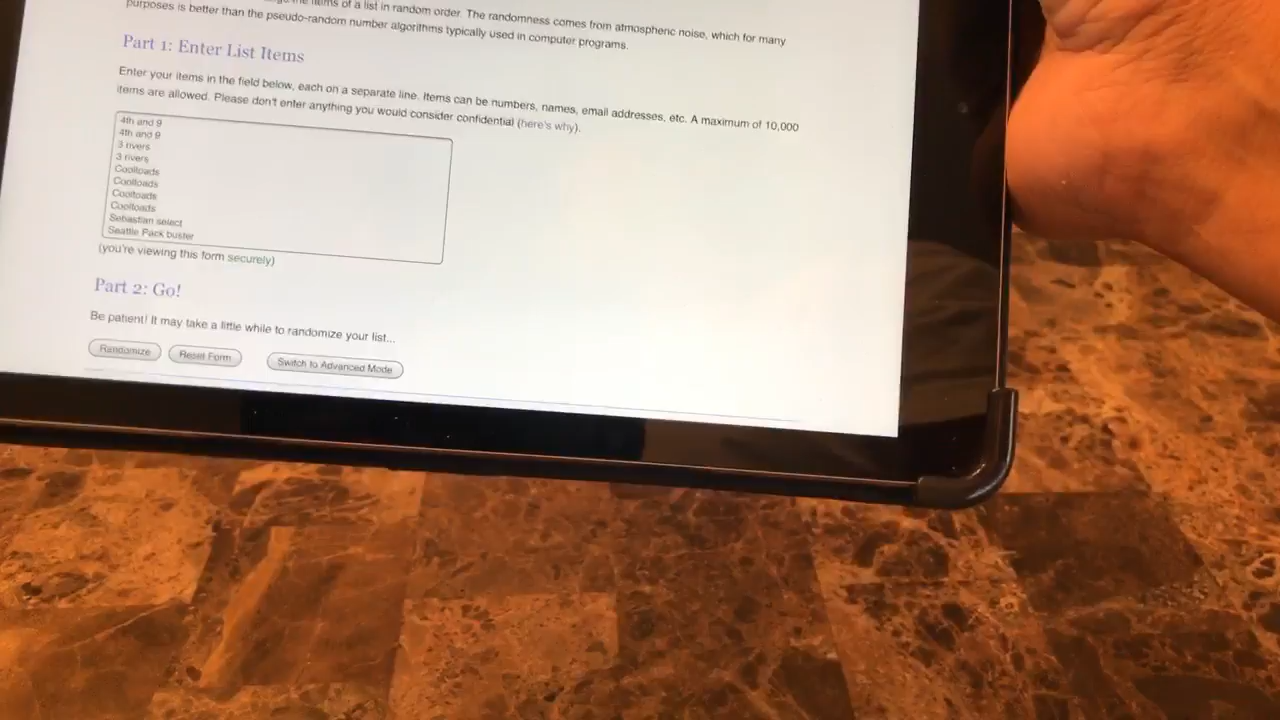 items of a list in random order. The randomness comes from atmospheric noise, which for many
purposes is better than the pseudo-random number algorithms typically used in computer programs.
Part 1: Enter List Items
Enter your items in the field below, each on a separate line. Items can be numbers, names, email addresses, etc. A maximum of 10,000
items are allowed. Please don't enter anything you would consider confidential (here's why).
4th and 9
4th and 9
3 rivers
3 rivers
Cooltoads
Cooltoads
Cooltoads
Cooltoads
Sebastian select
Seattle Pack buster
(you're viewing this form securely)
Part 2: Go!
Be patient! It may take a little while to randomize your list...
Randomize Reset Form Switch to Advanced Mode